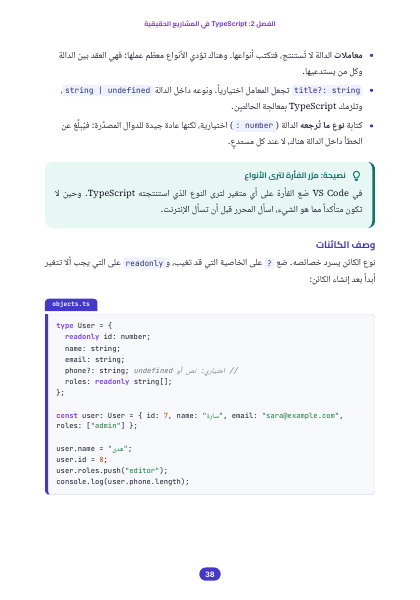 الفصل 2: TypeScript في المشاريع الحقيقية
• معاملات الدالة لا تُستنتج، فتكتب أنواعها. وهناك تؤدي الأنواع معظم عملها: فهي العقد بين الدالة
وكل من يستدعيها.
• title?: string تجعل المعامل اختيارياً. ونوعه داخل الدالة string | undefined,
وتلزمك TypeScript بمعالجة الحالتين.
• كتابة نوع ما تُرجعه الدالة (: number) اختيارية، لكنها عادة جيدة للدوال المصدَّرة: فيُبلَّغ عن
الخطأ داخل الدالة هناك، لا عند كل مستدعٍ.
نصيحة: مرّر الفأرة لترى الأنواع
في VS Code ضع الفأرة على أي متغير لترى النوع الذي استنتجته TypeScript. وحين لا
تكون متأكداً مما هو الشيء، اسأل المحرر قبل أن تسأل الإنترنت.
وصف الكائنات
نوع الكائن يسرد خصائصه. ضع ? على الخاصية التي قد تغيب، و readonly على التي يجب ألا تتغير
أبداً بعد إنشاء الكائن:
objects.ts
type User = {
readonly id: number;
name: string;
email: string;
phone?: string; // اختياري: نص أو undefined
roles: readonly string[];
};
const user: User = { id: 7, name: "سارة", email: "sara@example.com",
roles: ["admin"] };
user.name = "هدى";
user.id = 8;
user.roles.push("editor");
console.log(user.phone.length);
38